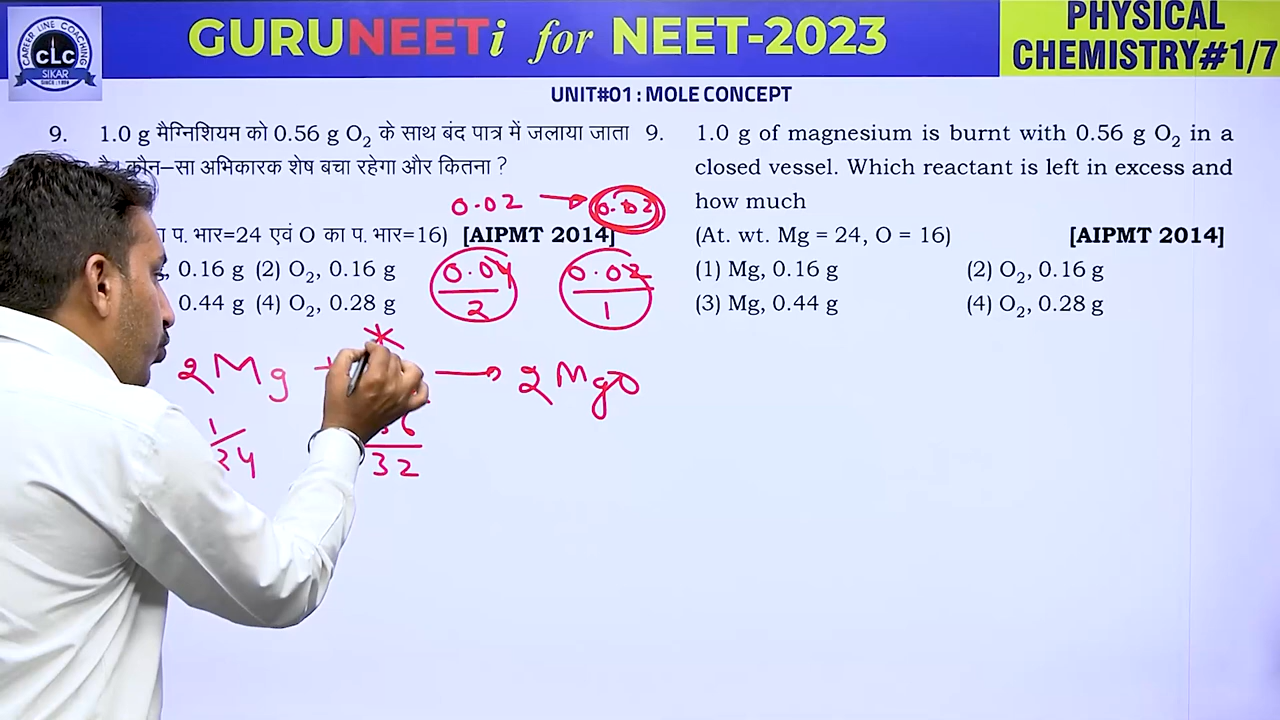 CAREER LINE COACHING
CLC
SIKAR
SINCE : 1996
GURUNEETi for NEET-2023
PHYSICAL
CHEMISTRY#1/7
UNIT#01 : MOLE CONCEPT
9. 1.0 g मैग्निशियम को 0.56 g O2 के साथ बंद पात्र में जलाया जाता
है। कौन–सा अभिकारक शेष बचा रहेगा और कितना ?
प. भार=24 एवं O का प. भार=16) [AIPMT 2014]
0.16 g (2) O2, 0.16 g
0.44 g (4) O2, 0.28 g
9. 1.0 g of magnesium is burnt with 0.56 g O2 in a
closed vessel. Which reactant is left in excess and
how much
(At. wt. Mg = 24, O = 16) [AIPMT 2014]
(1) Mg, 0.16 g (2) O2, 0.16 g
(3) Mg, 0.44 g (4) O2, 0.28 g
0.02 → 0.02
0.04 0.02
2 1
2Mg + → 2MgO
1
24 32